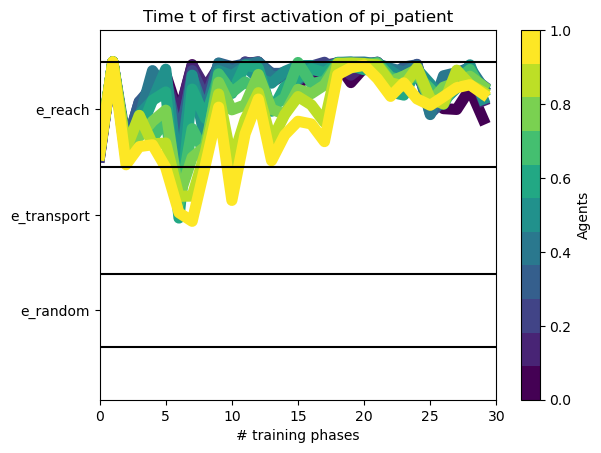 Time t of first activation of pi_patient
e_reach
e_transport
e_random
0
5
10
15
20
25
30
# training phases
1.0
0.8
0.6
0.4
0.2
0.0
Agents